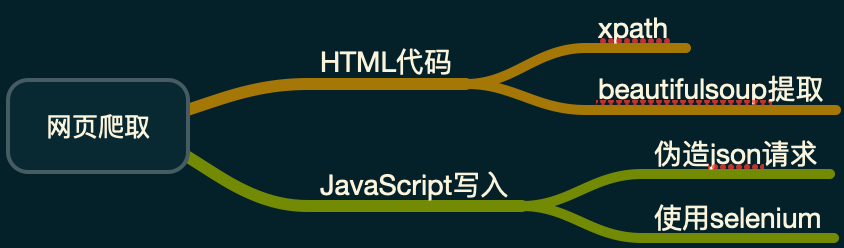 网页爬取
HTML代码
xpath
beautifulsoup提取
JavaScript写入
伪造json请求
使用selenium